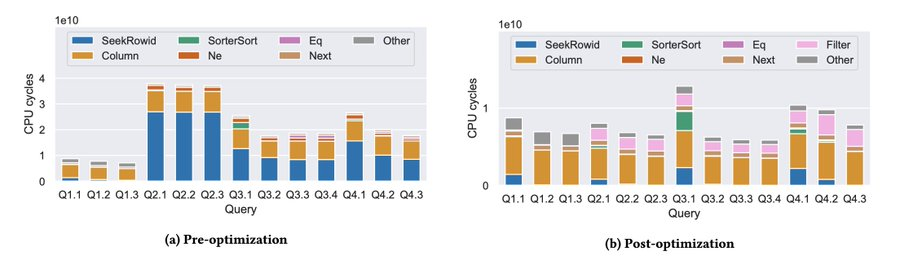 1e10
SeekRowid SorterSort Eq Other
Column Ne Next
CPU cycles
4
3
2
1
0
Q1.1 Q1.2 Q1.3 Q2.1 Q2.2 Q2.3 Q3.1 Q3.2 Q3.3 Q3.4 Q4.1 Q4.2 Q4.3
Query
(a) Pre-optimization
1e10
SeekRowid SorterSort Eq Filter
Column Ne Next Other
CPU cycles
1
0
Q1.1 Q1.2 Q1.3 Q2.1 Q2.2 Q2.3 Q3.1 Q3.2 Q3.3 Q3.4 Q4.1 Q4.2 Q4.3
Query
(b) Post-optimization